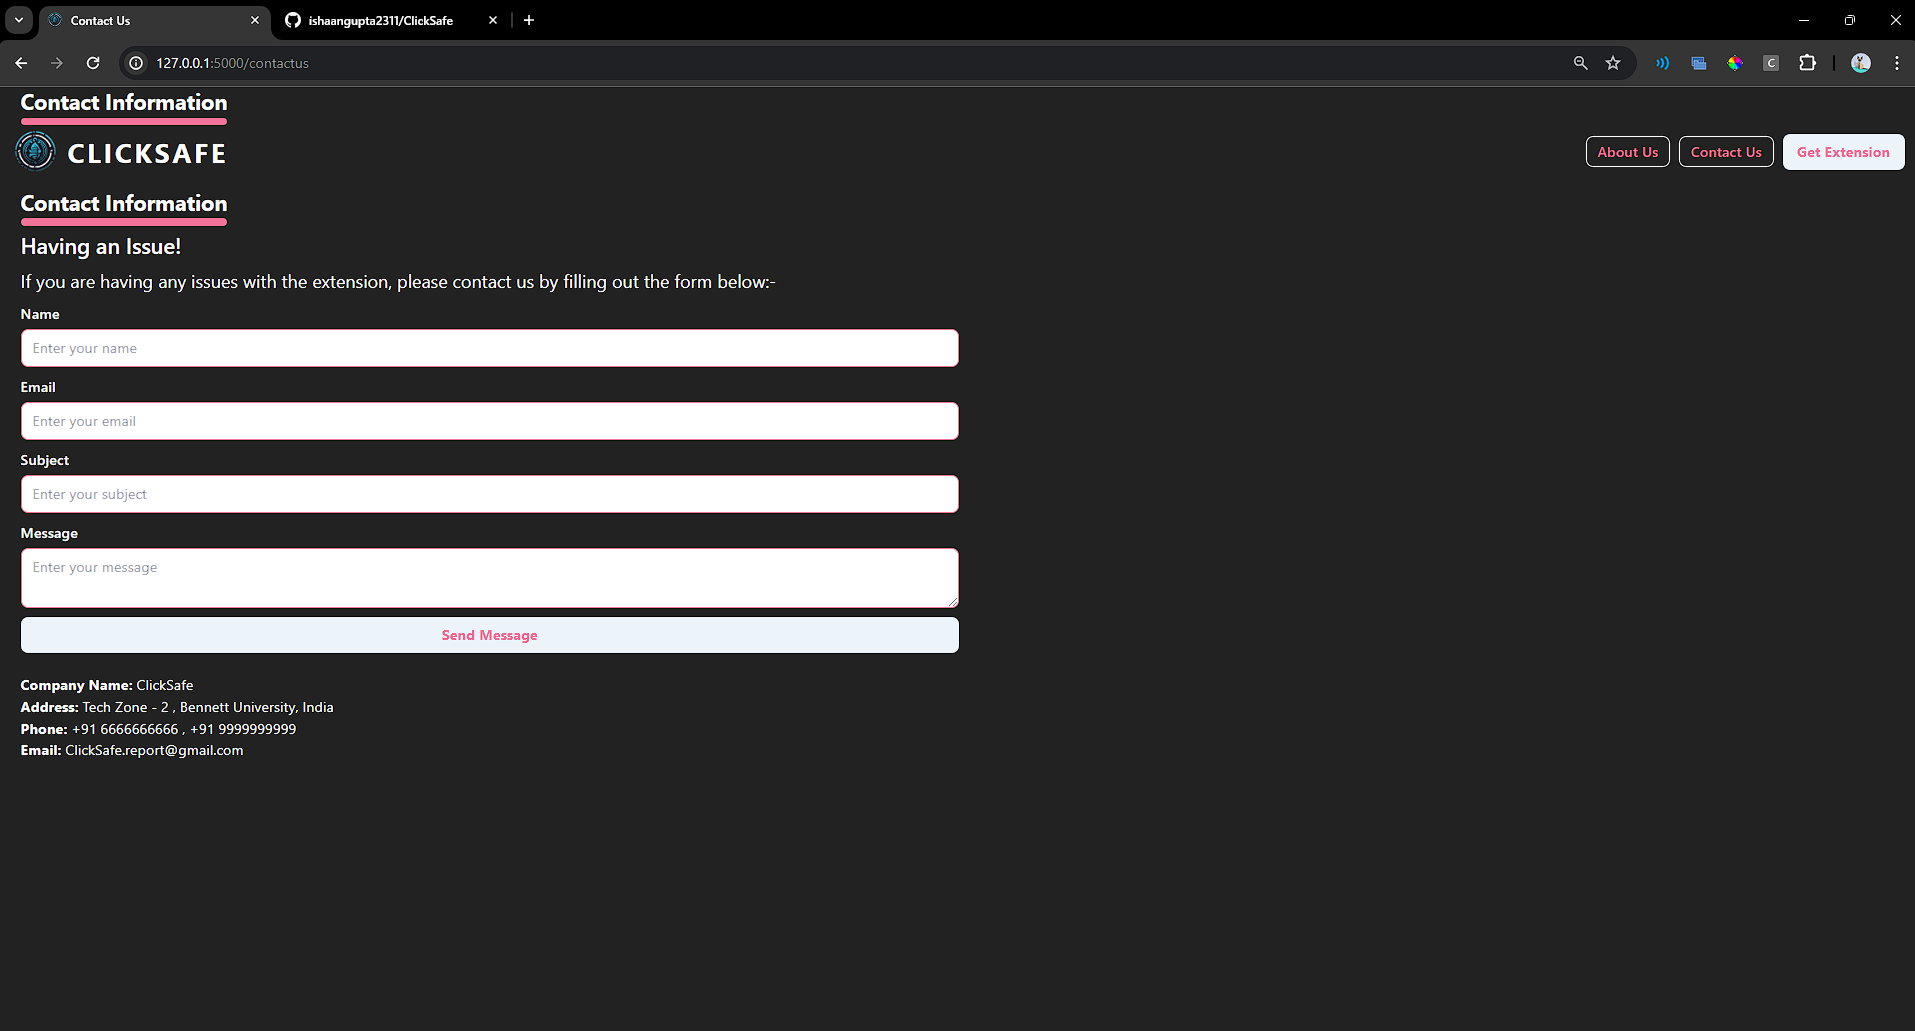 Contact Us
ishaangupta2311/ClickSafe
127.0.0.1:5000/contactus
C
Contact Information
CLICKSAFE
About Us
Contact Us
Get Extension
Contact Information
Having an Issue!
If you are having any issues with the extension, please contact us by filling out the form below:-
Name
Enter your name
Email
Enter your email
Subject
Enter your subject
Message
Enter your message
Send Message
Company Name: ClickSafe
Address: Tech Zone - 2 , Bennett University, India
Phone: +91 6666666666 , +91 9999999999
Email: ClickSafe.report@gmail.com